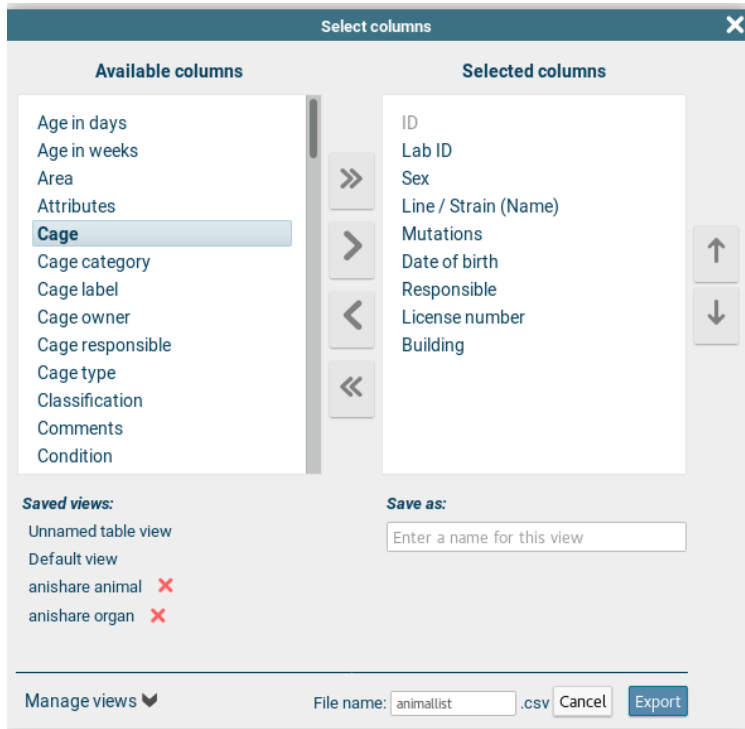 Select columns
Available columns
Age in days
Age in weeks
Area
Attributes
Cage
Cage category
Cage label
Cage owner
Cage responsible
Cage type
Classification
Comments
Condition
Selected columns
ID
Lab ID
Sex
Line / Strain (Name)
Mutations
Date of birth
Responsible
License number
Building
Saved views:
Unnamed table view
Default view
anishare animal
anishare organ
Save as:
Enter a name for this view
Manage views
File name: animallist .csv Cancel Export